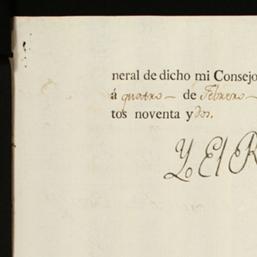 neral de dicho mi Consejo
á quatro de Febrero
tos noventa y dos.
Yo El R